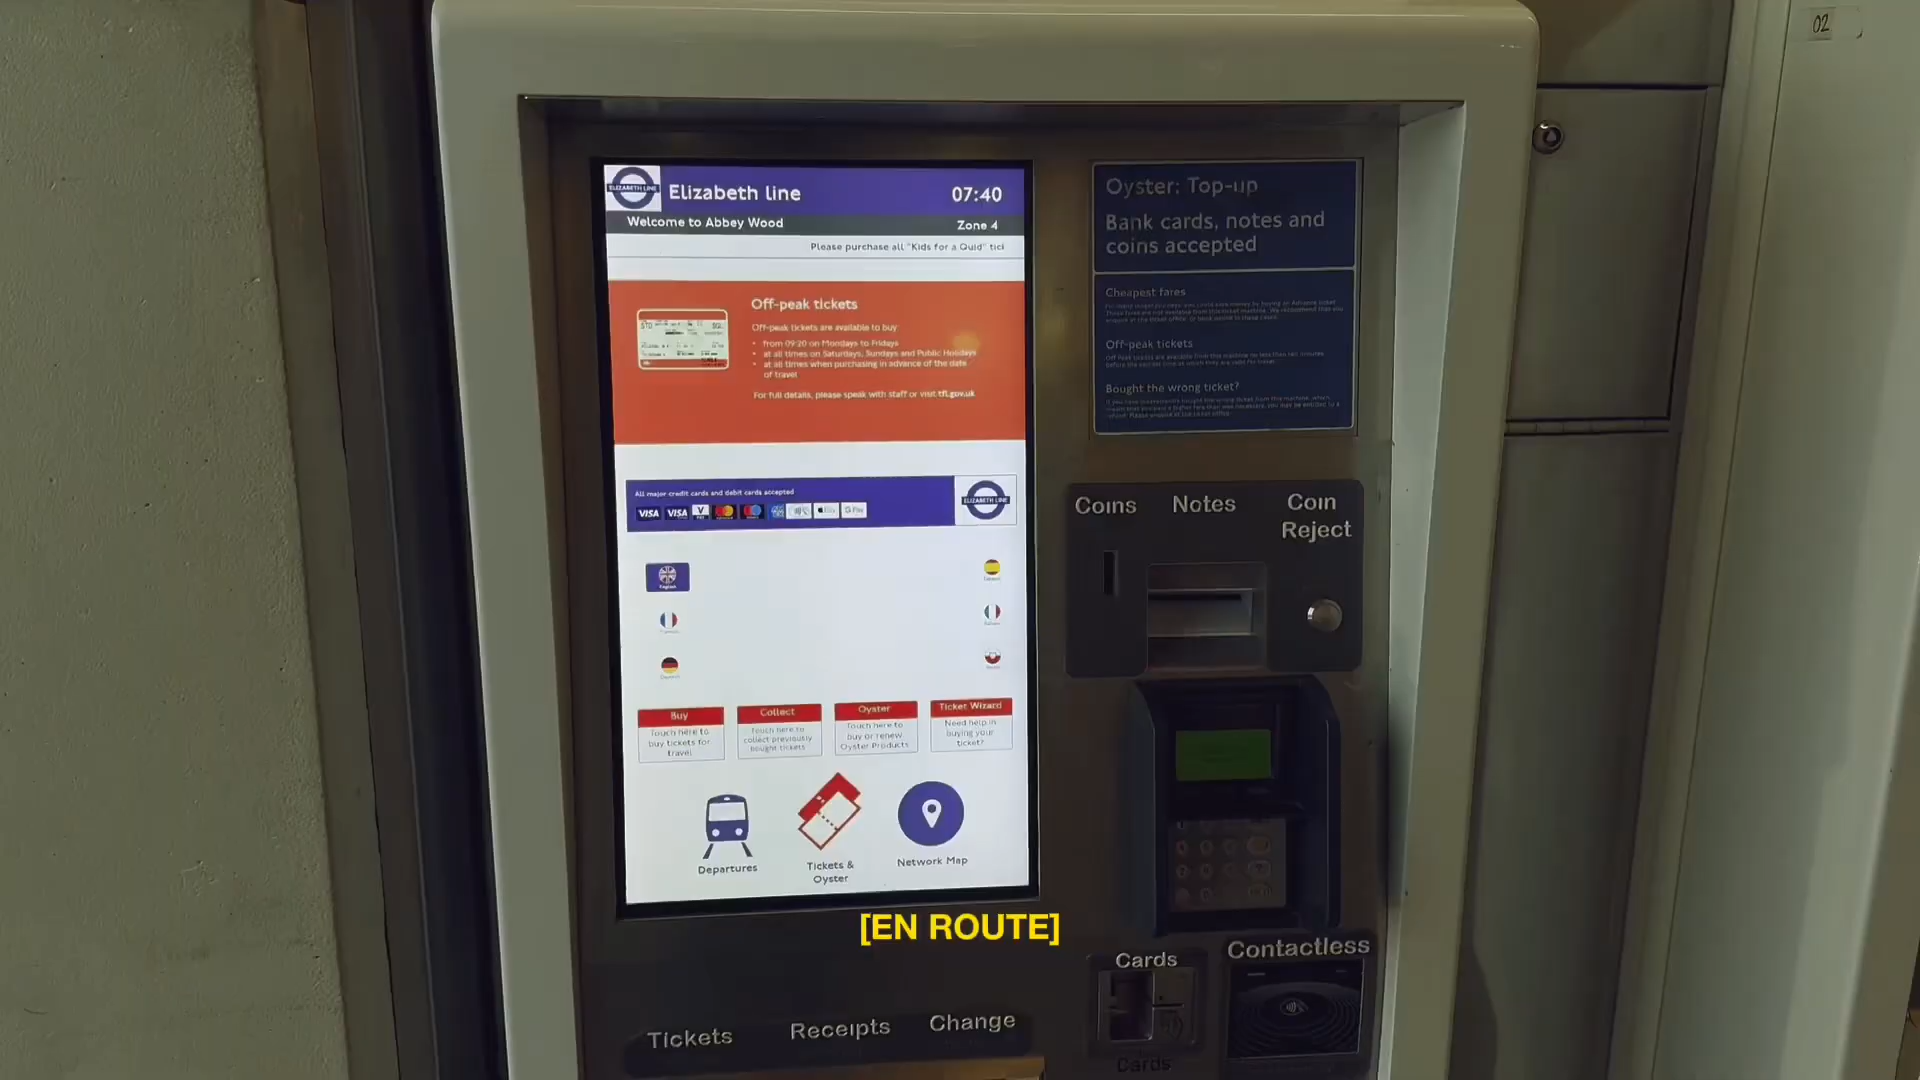 02
ELIZABETH LINE
Elizabeth line
07:40
Welcome to Abbey Wood
Zone 4
Please purchase all "Kids for a Quid" tici
Off-peak tickets
Off-peak tickets are available to buy
• from 09:20 on Mondays to Fridays
• at all times on Saturdays, Sundays and Public Holidays
• at all times when purchasing in advance of the date
of travel
For full details, please speak with staff or visit tfl.gov.uk
All major credit cards and debit cards accepted
VISA VISA
G Pay
ELIZABETH LINE
English
Buy
Touch here to
buy tickets for
travel
Collect
Touch here to
collect previously
bought tickets
Oyster
Touch here to
buy or renew
Oyster Products
Ticket Wizard
Need help in
buying your
ticket?
Departures
Tickets &
Oyster
Network Map
Oyster: Top-up
Bank cards, notes and
coins accepted
Cheapest fares
Off-peak tickets
Bought the wrong ticket?
Coins
Notes
Coin
Reject
[EN ROUTE]
Cards
Contactless
Cards
Tickets
Receipts
Change